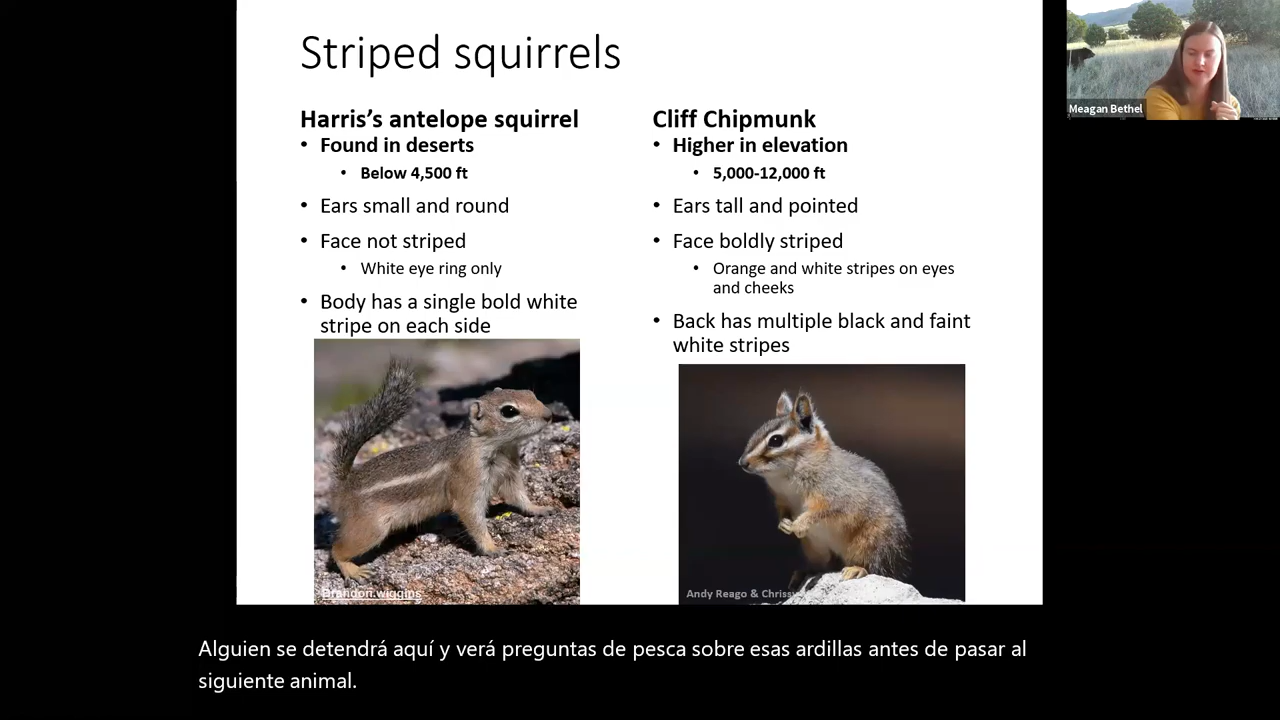 Striped squirrels
Harris’s antelope squirrel
• Found in deserts
• Below 4,500 ft
• Ears small and round
• Face not striped
• White eye ring only
• Body has a single bold white
stripe on each side
Brandon.wiggins
Cliff Chipmunk
• Higher in elevation
• 5,000-12,000 ft
• Ears tall and pointed
• Face boldly striped
• Orange and white stripes on eyes
and cheeks
• Back has multiple black and faint
white stripes
Andy Reago &
Meagan Bethel
Alguien se detendrá aquí y verá preguntas de pesca sobre esas ardillas antes de pasar al
siguiente animal.